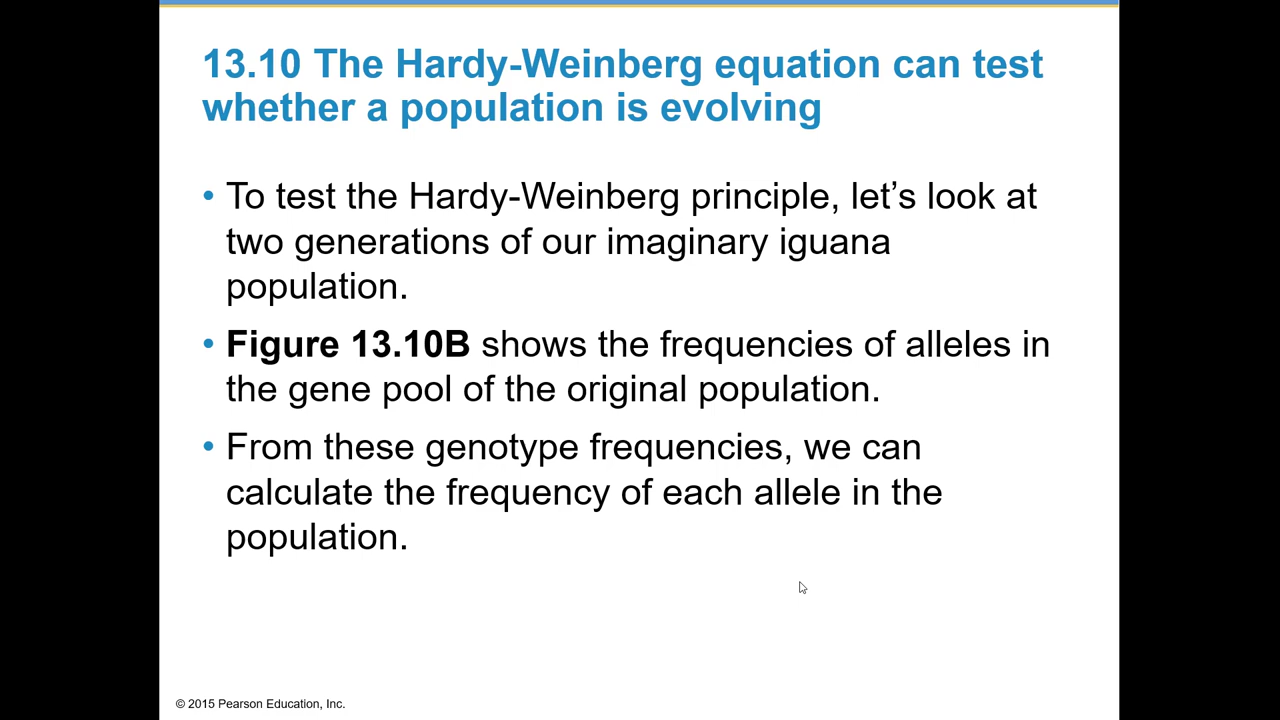 13.10 The Hardy-Weinberg equation can test
whether a population is evolving
• To test the Hardy-Weinberg principle, let’s look at
two generations of our imaginary iguana
population.
• Figure 13.10B shows the frequencies of alleles in
the gene pool of the original population.
• From these genotype frequencies, we can
calculate the frequency of each allele in the
population.
© 2015 Pearson Education, Inc.